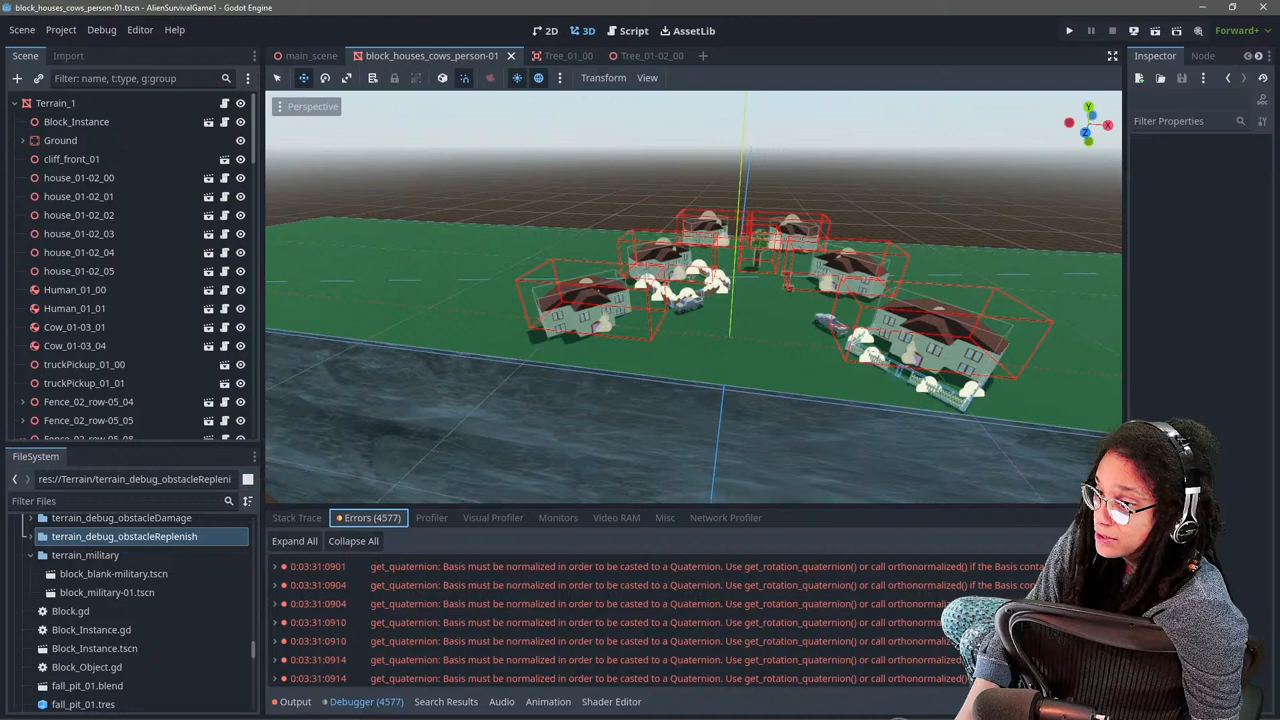 block_houses_cows_person-01.tscn - AlienSurvivalGame1 - Godot Engine
Scene Project Debug Editor Help
2D 3D Script AssetLib
Forward+
Scene Import
main_scene block_houses_cows_person-01 Tree_01_00 Tree_01-02_00
Inspector Node
Filter: name, t:type, g:group
Transform View
Terrain_1
Perspective
Y
X
Z
Filter Properties
Block_Instance
Ground
cliff_front_01
house_01-02_00
house_01-02_01
house_01-02_02
house_01-02_03
house_01-02_04
house_01-02_05
Human_01_00
Human_01_01
Cow_01-03_01
Cow_01-03_04
truckPickup_01_00
truckPickup_01_01
Fence_02_row-05_04
Fence_02_row-05_05
Fence_02_row-05_08
FileSystem
res://Terrain/terrain_debug_obstacleRepleni
Filter Files
terrain_debug_obstacleDamage
terrain_debug_obstacleReplenish
terrain_military
block_blank-military.tscn
block_military-01.tscn
Block.gd
Block_Instance.gd
Block_Instance.tscn
Block_Object.gd
fall_pit_01.blend
fall_pit_01.tres
Stack Trace Errors (4577) Profiler Visual Profiler Monitors Video RAM Misc Network Profiler
Expand All Collapse All
0:03:31:0901 get_quaternion: Basis must be normalized in order to be casted to a Quaternion. Use get_rotation_quaternion() or call orthonormalized() if the Basis conta
0:03:31:0904 get_quaternion: Basis must be normalized in order to be casted to a Quaternion. Use get_rotation_quaternion() or call orthonormalized() if the Basis
0:03:31:0904 get_quaternion: Basis must be normalized in order to be casted to a Quaternion. Use get_rotation_quaternion() or call orthonormalized()
0:03:31:0910 get_quaternion: Basis must be normalized in order to be casted to a Quaternion. Use get_rotation_quaternion() or call orthonormal
0:03:31:0910 get_quaternion: Basis must be normalized in order to be casted to a Quaternion. Use get_rotation_quaternion() or call orthonormali
0:03:31:0914 get_quaternion: Basis must be normalized in order to be casted to a Quaternion. Use get_rotation_quaternion() or call orthonormaliz
0:03:31:0914 get_quaternion: Basis must be normalized in order to be casted to a Quaternion. Use get_rotation_quaternion() or call orthonormaliz
Output Debugger (4577) Search Results Audio Animation Shader Editor